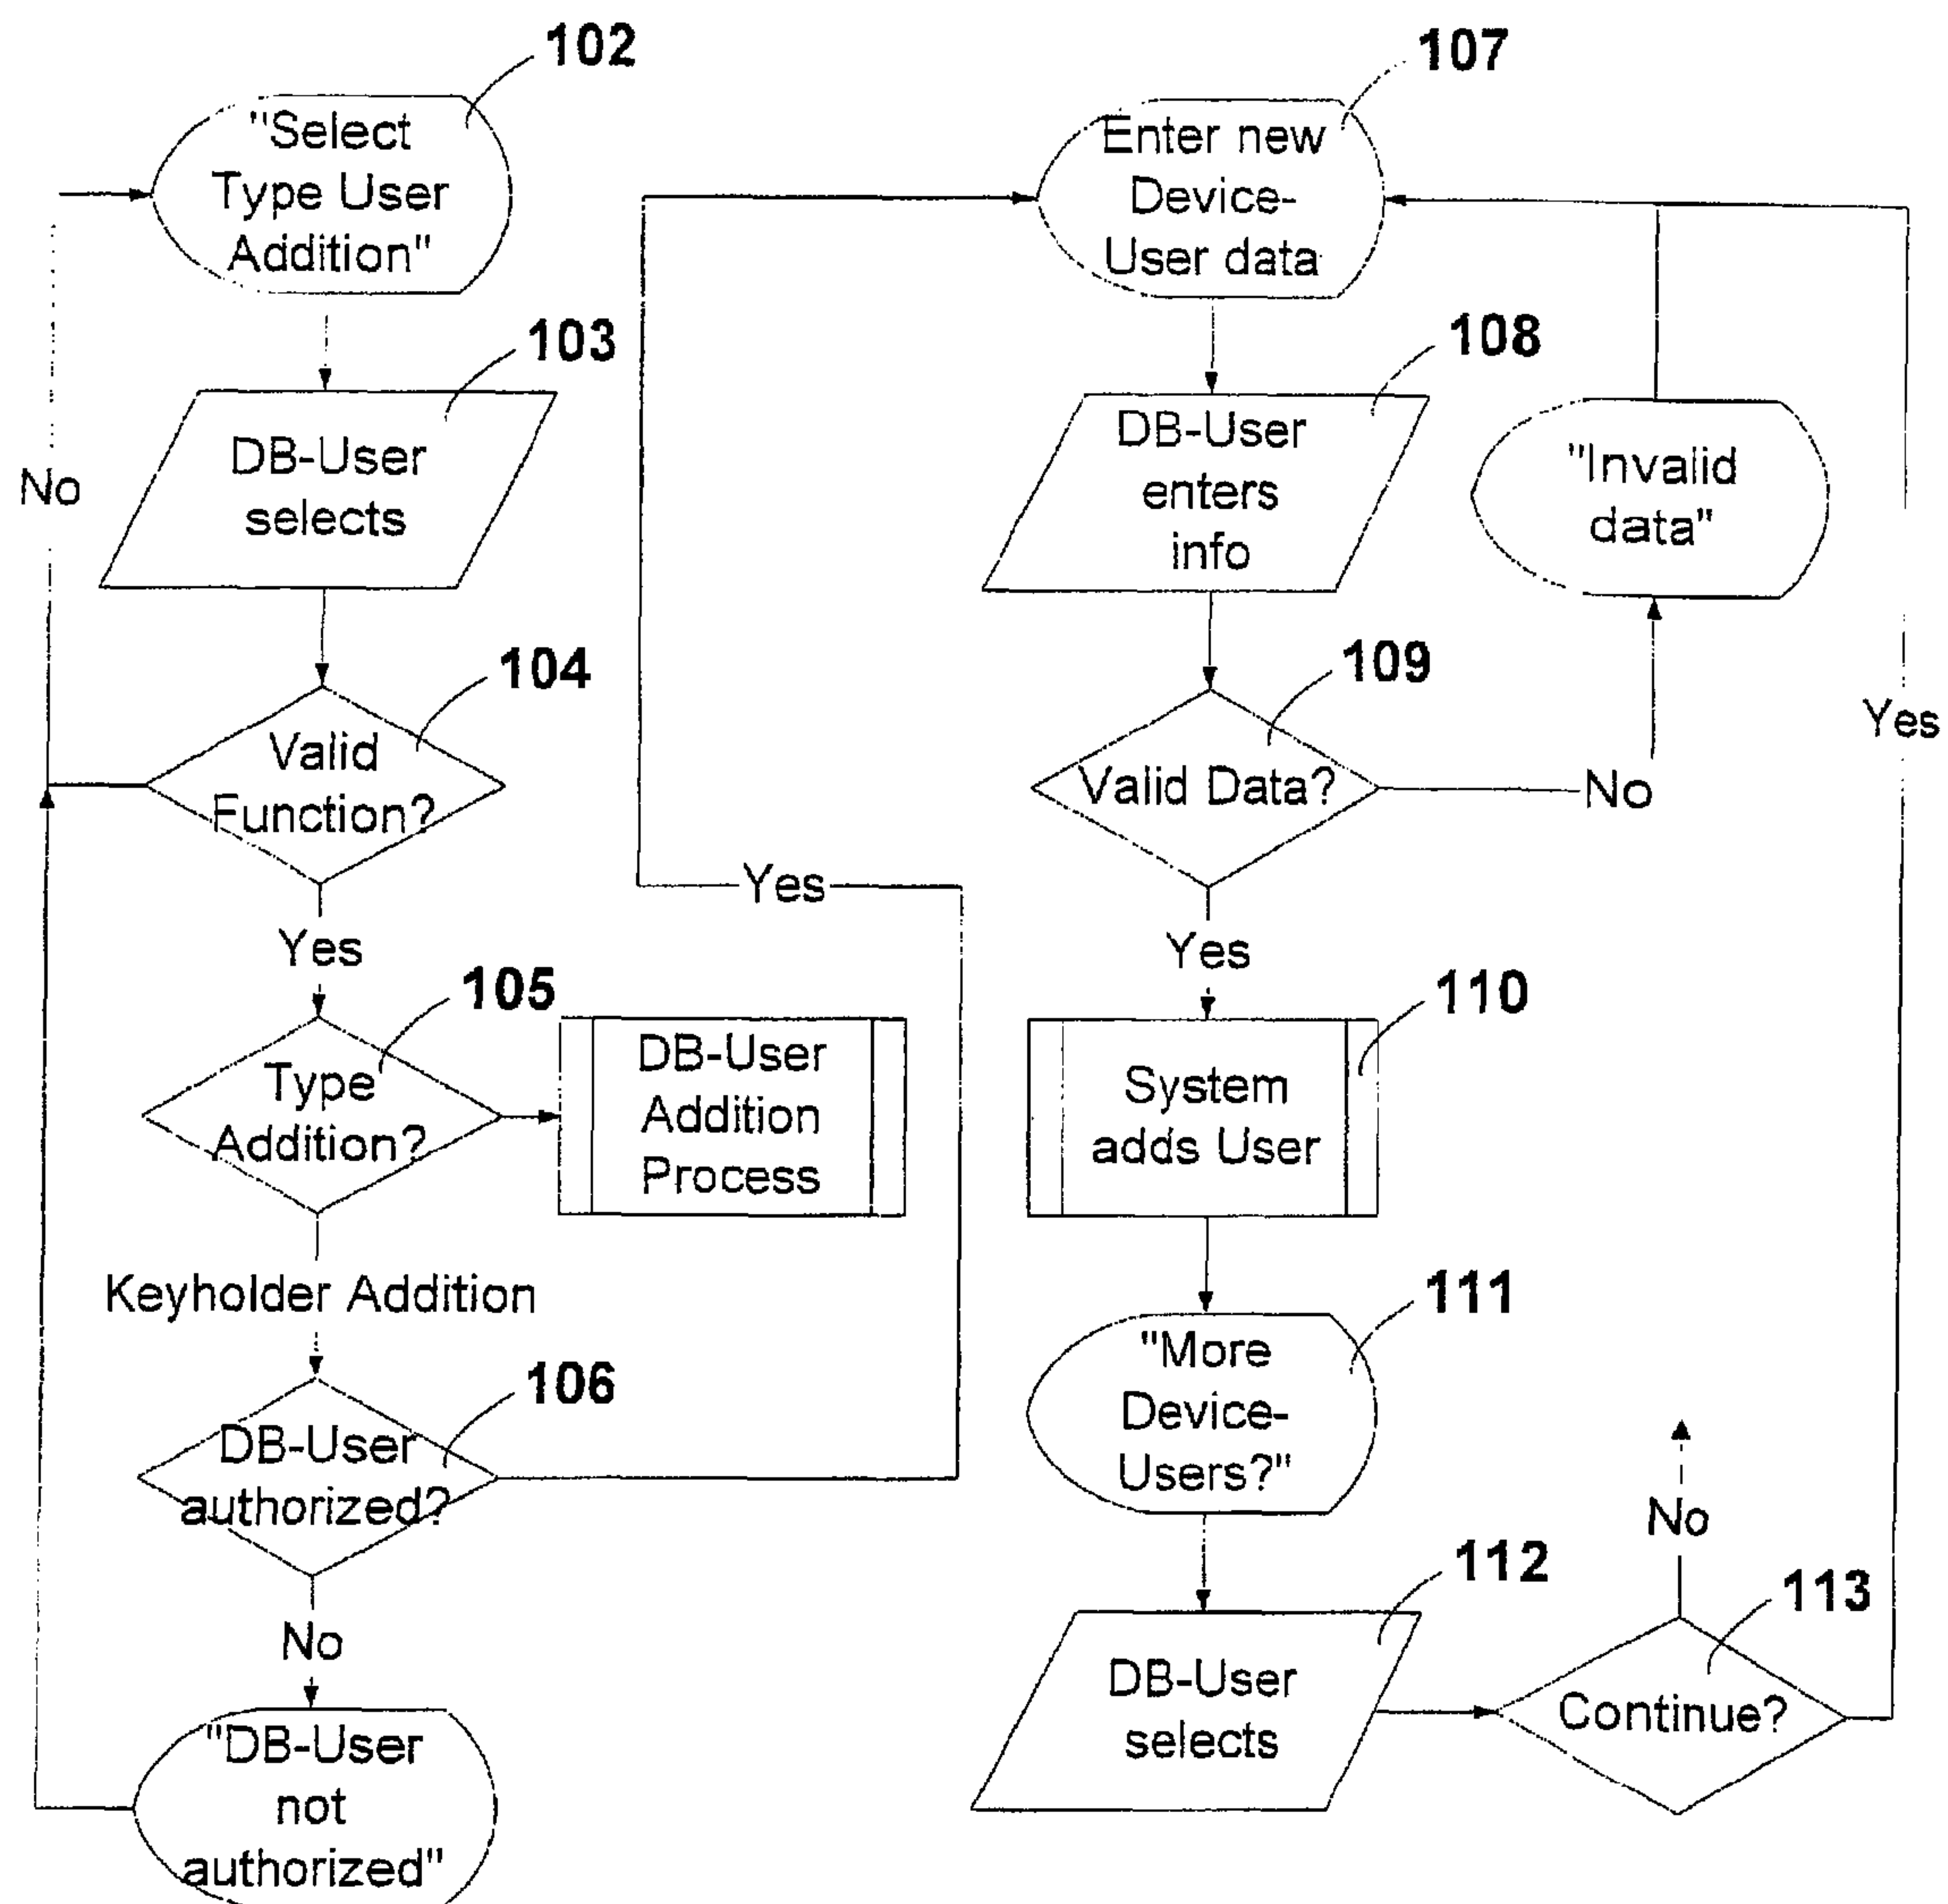 102
"Select
Type User
Addition"
103
DB-User
selects
No
104
Valid
Function?
Yes
105
Type
Addition?
DB-User
Addition
Process
Keyholder Addition
106
DB-User
authorized?
Yes
No
"DB-User
not
authorized"
107
Enter new
Device-
User data
108
DB-User
enters
info
"Invalid
data"
109
Valid Data?
No
Yes
Yes
110
System
adds User
111
"More
Device-
Users?"
112
DB-User
selects
No
113
Continue?